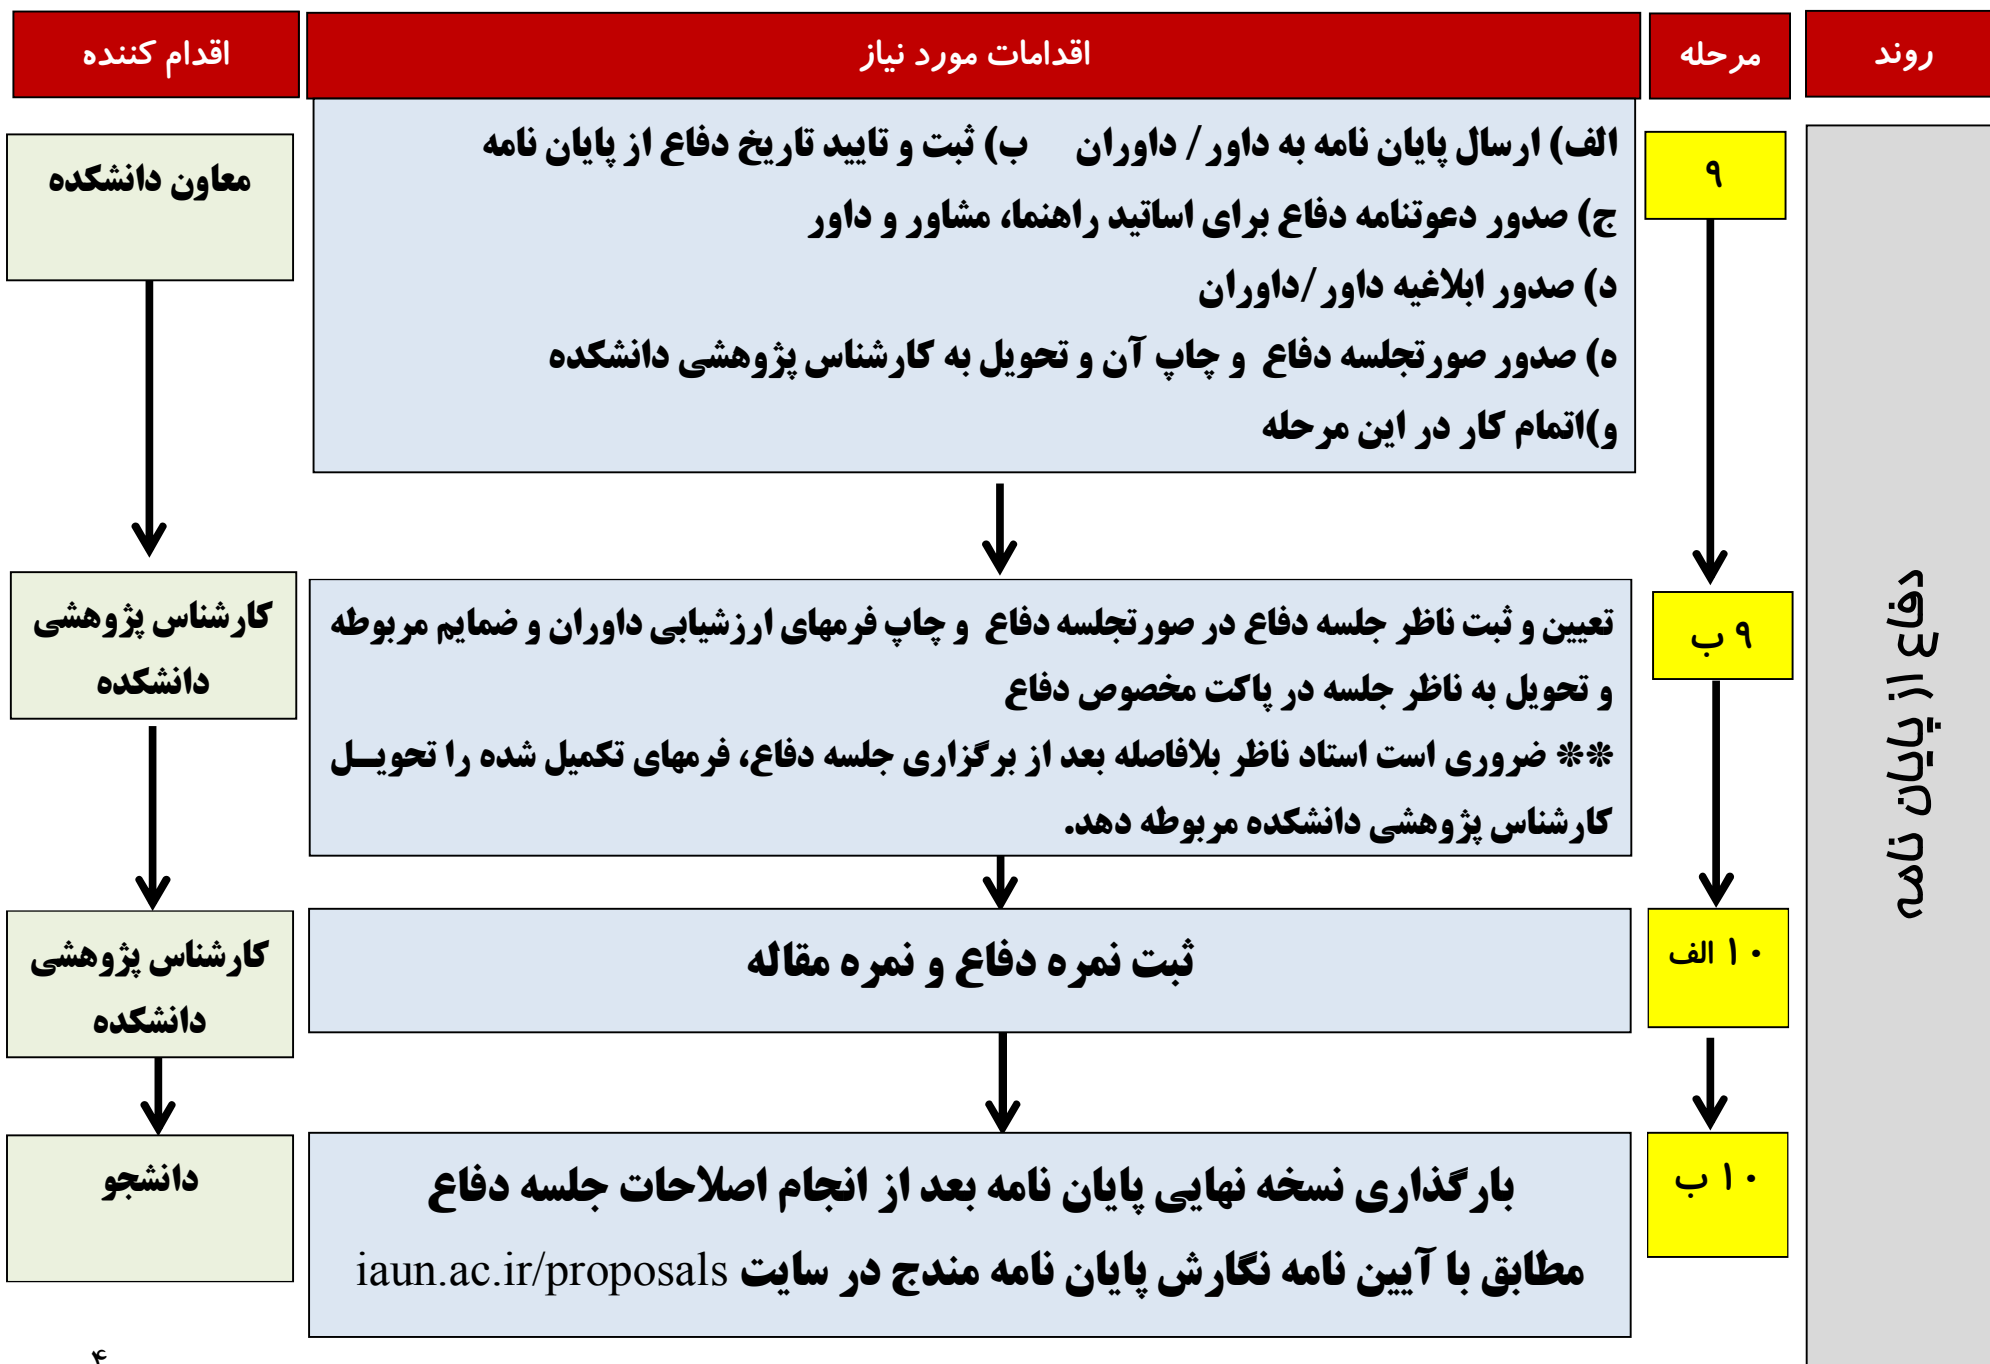 روند
مرحله
اقدامات مورد نیاز
اقدام کننده
دفاع از پایان نامه
۹
الف) ارسال پایان نامه به داور/ داوران ب) ثبت و تایید تاریخ دفاع از پایان نامه
ج) صدور دعوتنامه دفاع برای اساتید راهنما، مشاور و داور
د) صدور ابلاغیه داور/داوران
ه) صدور صورتجلسه دفاع و چاپ آن و تحویل به کارشناس پژوهشی دانشکده
و)اتمام کار در این مرحله
معاون دانشکده
۹ ب
تعیین و ثبت ناظر جلسه دفاع در صورتجلسه دفاع و چاپ فرمهای ارزشیابی داوران و ضمایم مربوطه
و تحویل به ناظر جلسه در پاکت مخصوص دفاع
** ضروری است استاد ناظر بلافاصله بعد از برگزاری جلسه دفاع، فرمهای تکمیل شده را تحویــل
کارشناس پژوهشی دانشکده مربوطه دهد.
کارشناس پژوهشی
دانشکده
۱۰ الف
ثبت نمره دفاع و نمره مقاله
کارشناس پژوهشی
دانشکده
۱۰ ب
بارگذاری نسخه نهایی پایان نامه بعد از انجام اصلاحات جلسه دفاع
مطابق با آیین نامه نگارش پایان نامه مندج در سایت iaun.ac.ir/proposals
دانشجو
۴